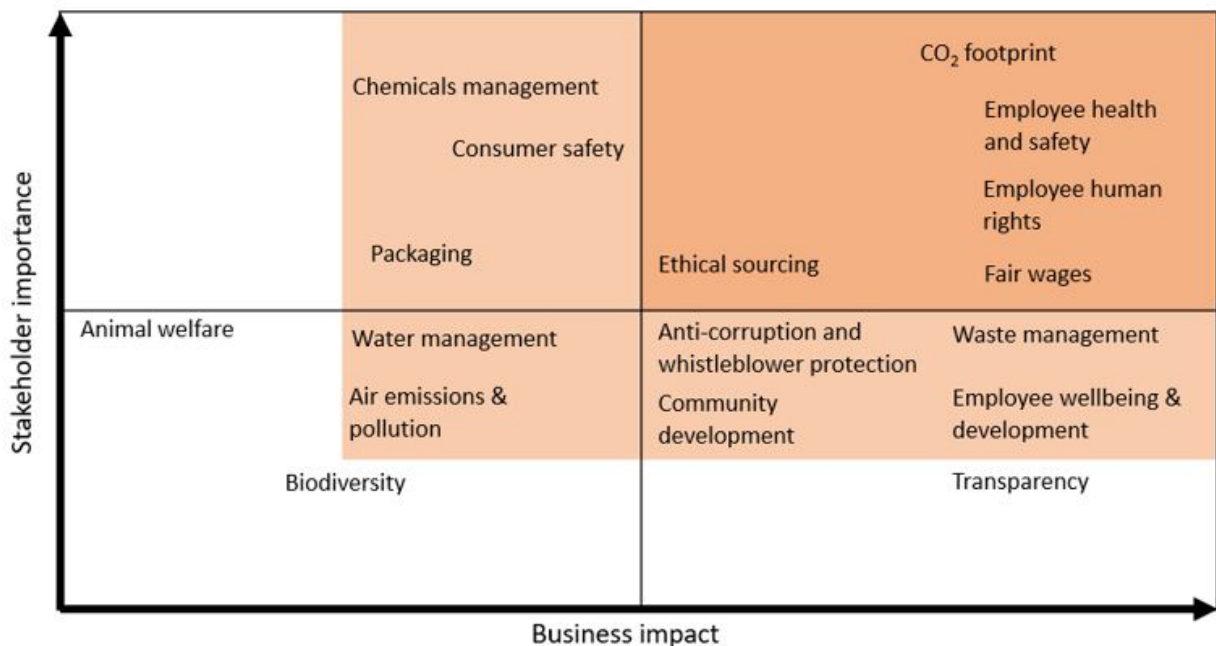 Stakeholder importance
CO₂ footprint
Chemicals management
Employee health
and safety
Consumer safety
Employee human
rights
Packaging
Ethical sourcing
Fair wages
Animal welfare
Water management
Anti-corruption and
whistleblower protection
Waste management
Air emissions &
pollution
Community
development
Employee wellbeing &
development
Biodiversity
Transparency
Business impact